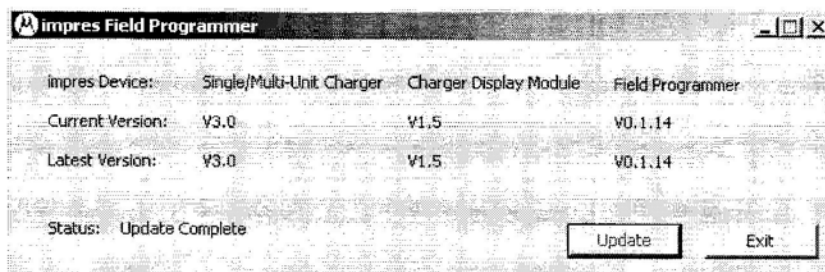 impres Field Programmer
impres Device: Single/Multi-Unit Charger Charger Display Module Field Programmer
Current Version: V3.0 V1.5 V0.1.14
Latest Version: V3.0 V1.5 V0.1.14
Status: Update Complete
Update Exit